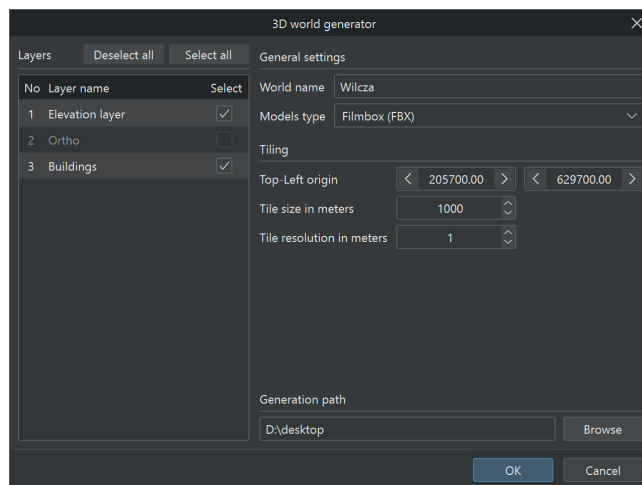 3D world generator
Layers Deselect all Select all
No Layer name Select
1 Elevation layer
2 Ortho
3 Buildings
General settings
World name Wilcza
Models type Filmbox (FBX)
Tiling
Top-Left origin 205700.00 629700.00
Tile size in meters 1000
Tile resolution in meters 1
Generation path
D:\desktop Browse
OK Cancel